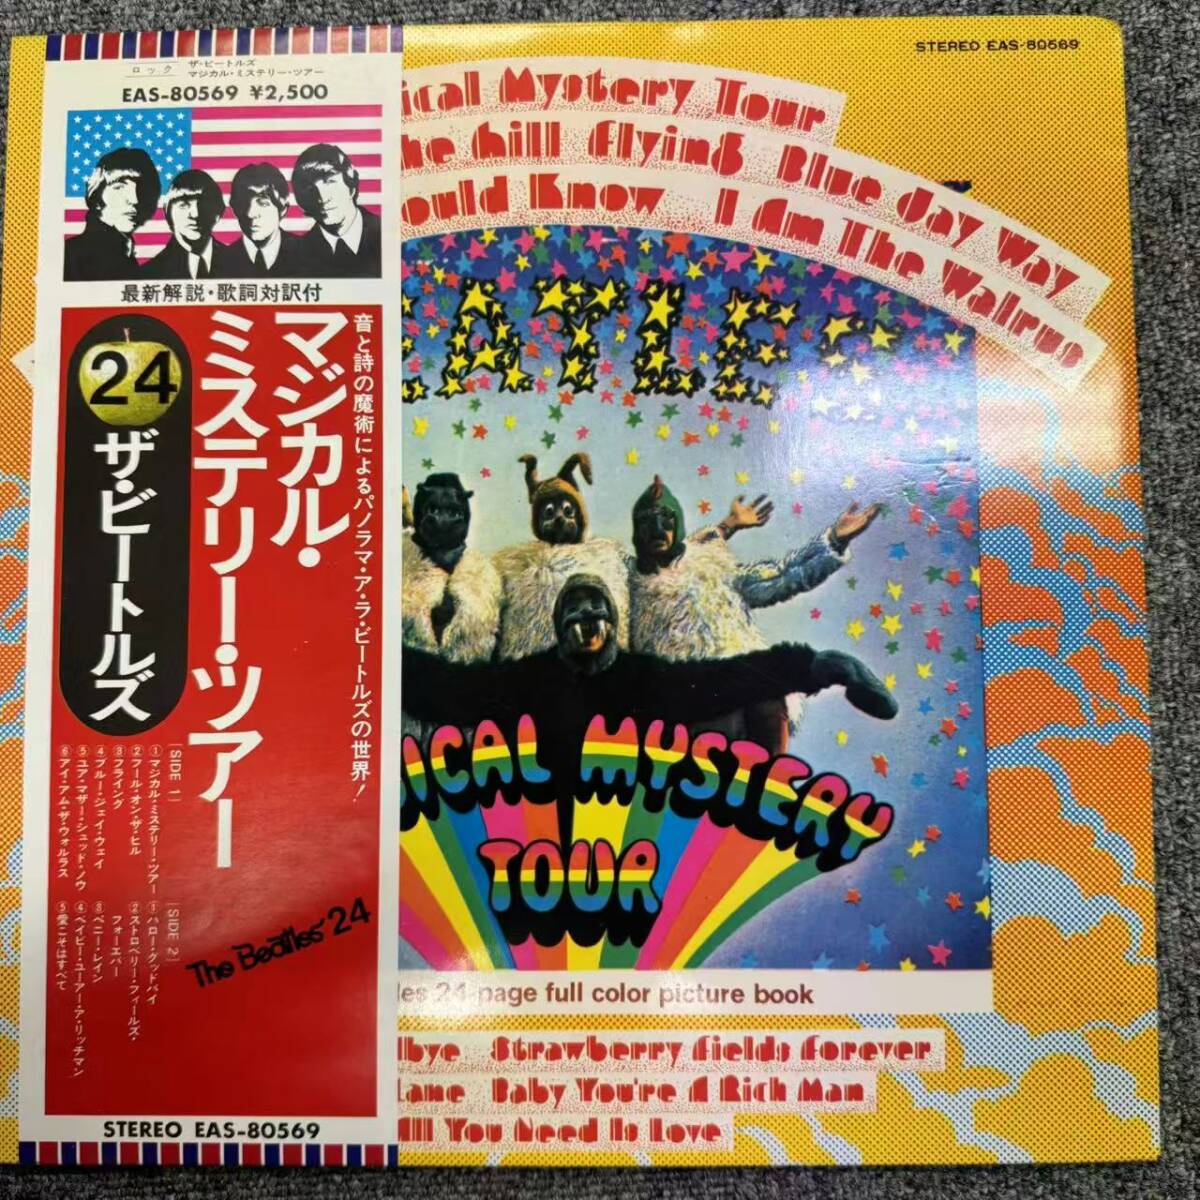 ロック
ザ・ビートルズ
マジカル・ミステリー・ツアー
EAS-80569 ¥2,500
最新解説・歌詞対訳付
音と詩の魔術によるパノラマ・ア・ラ・ビートルズの世界!
マジカル・
ミステリー・ツアー
24
ザ・ビートルズ
[SIDE 1]
①マジカル・ミステリー・ツアー
②フール・オン・ザ・ヒル
③フライング
④ブルー・ジェイ・ウェイ
⑤ユア・マザー・シュッド・ノウ
⑥アイ・アム・ザ・ウォルラス
[SIDE 2]
①ハロー・グッドバイ
②ストロベリー・フィールズ・
フォーエバー
③ペニー・レイン
④ベイビー・ユーアー・ア・リッチマン
⑤愛こそはすべて
The Beatles 24
STEREO EAS-80569
STEREO EAS-80569
ical Mystery Tour
he Hill Flying Blue Jay Way
ould Know I Am The Walrus
EATLES
GICAL MYSTERY
TOUR
les 24-page full color picture book
dbye Strawberry Fields Forever
Lane Baby You're A Rich Man
All You Need Is Love